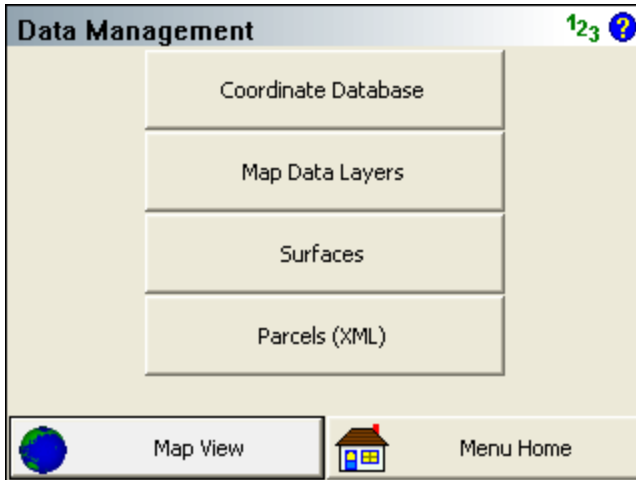 Data Management
123 ?
Coordinate Database
Map Data Layers
Surfaces
Parcels (XML)
Map View
Menu Home